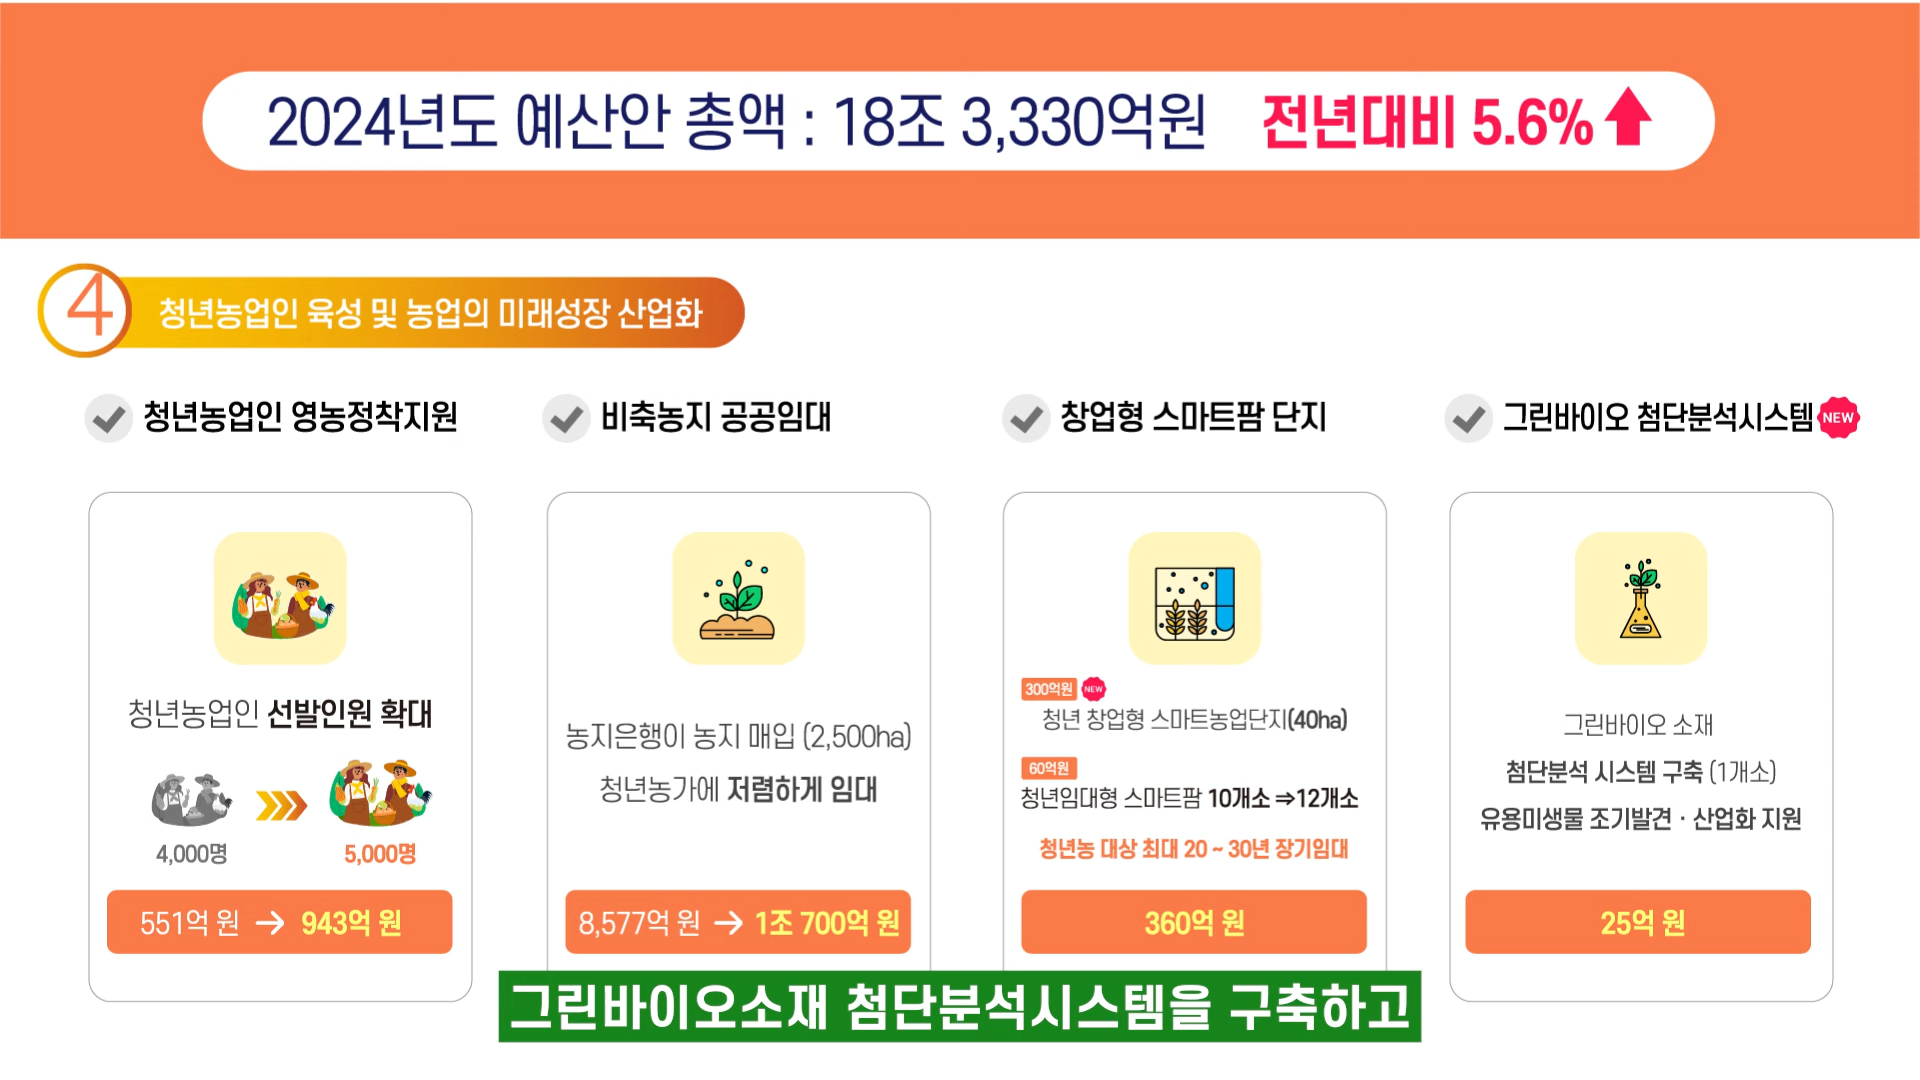 2024년도 예산안 총액 : 18조 3,330억원 전년대비 5.6%
4 청년농업인 육성 및 농업의 미래성장 산업화
청년농업인 영농정착지원
청년농업인 선발인원 확대
4,000명 5,000명
551억 원 → 943억 원
비축농지 공공임대
농지은행이 농지 매입 (2,500ha)
청년농가에 저렴하게 임대
8,577억 원 → 1조 700억 원
창업형 스마트팜 단지
300억원 NEW
청년 창업형 스마트농업단지(40ha)
60억원
청년임대형 스마트팜 10개소 ⇒12개소
청년농 대상 최대 20 ~ 30년 장기임대
360억 원
그린바이오 첨단분석시스템 NEW
그린바이오 소재
첨단분석 시스템 구축 (1개소)
유용미생물 조기발견 · 산업화 지원
25억 원
그린바이오소재 첨단분석시스템을 구축하고